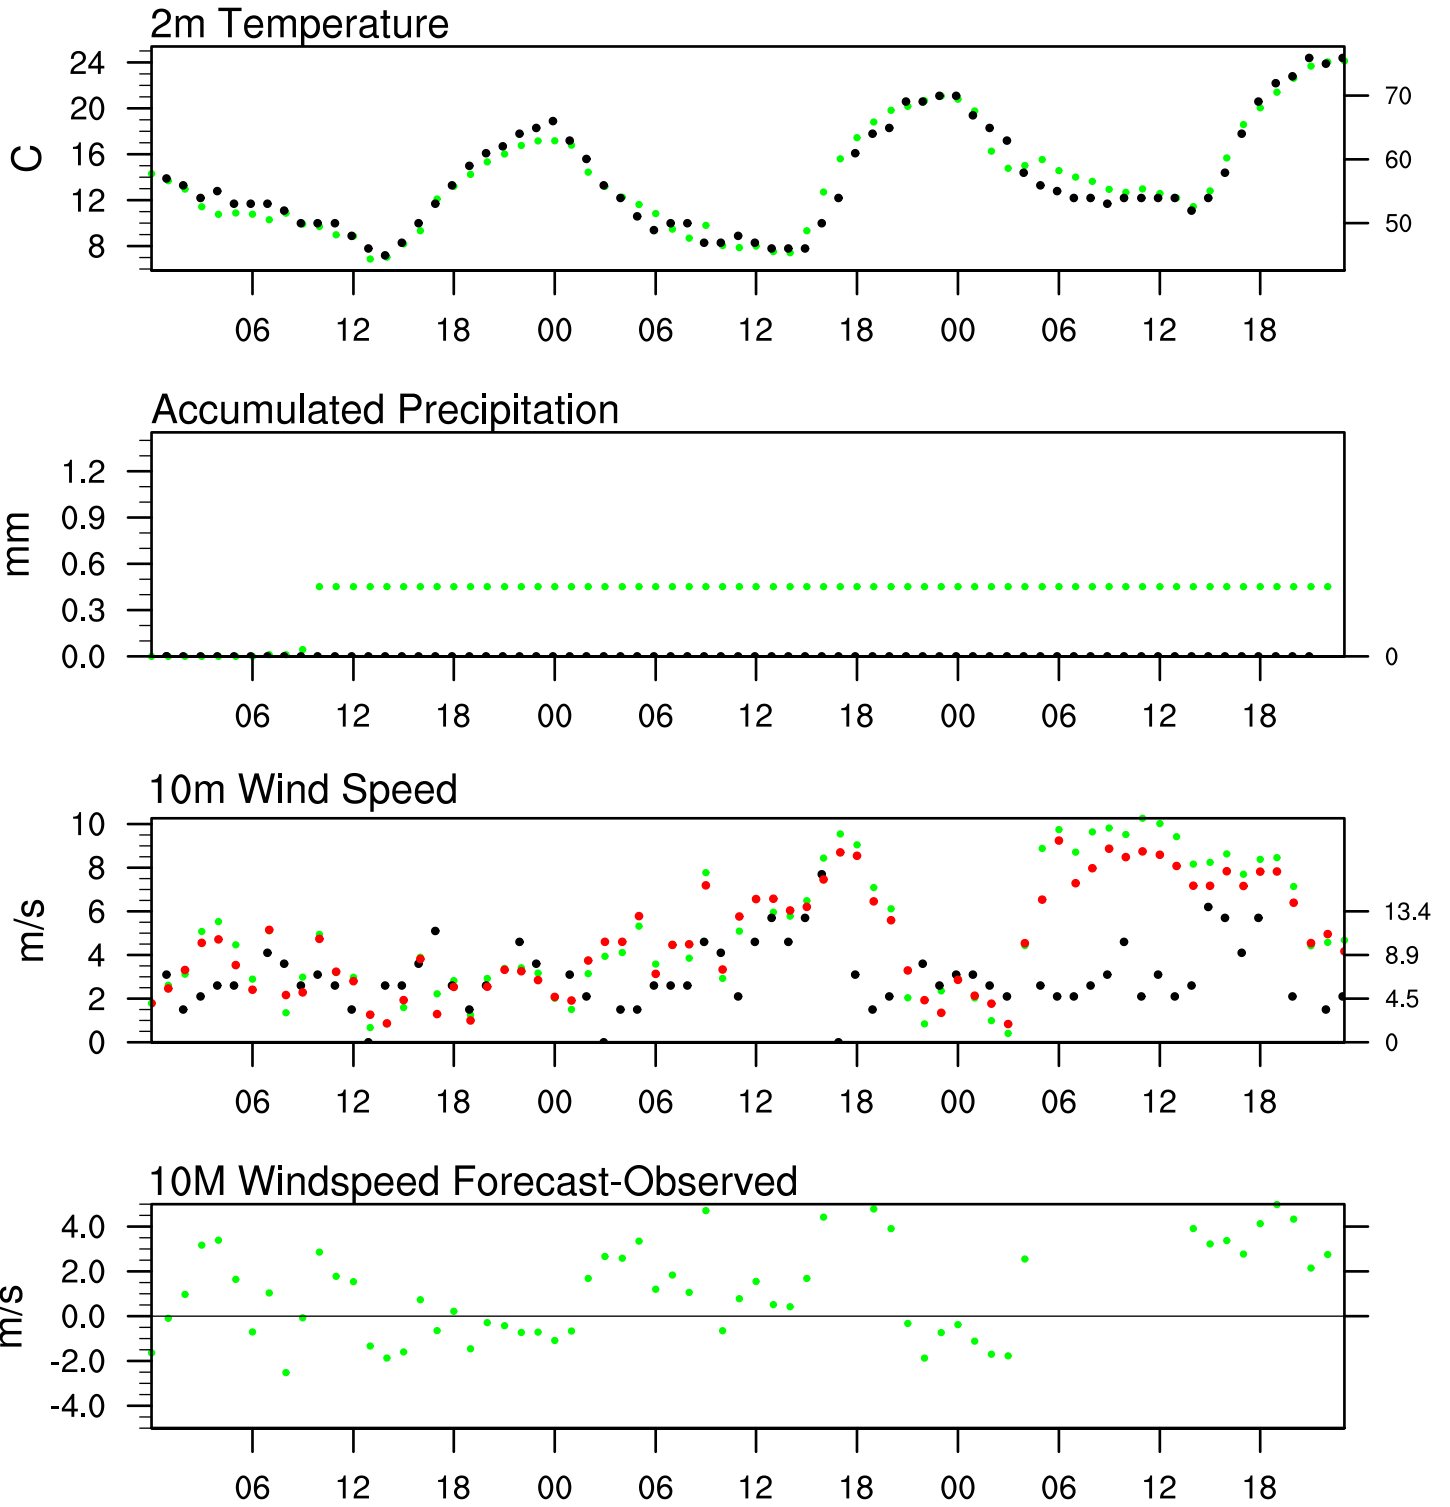 2m Temperature
24
20
16
12
8
C
70
60
50
06 12 18 00 06 12 18 00 06 12 18
Accumulated Precipitation
1.2
0.9
0.6
0.3
0.0
mm
0
06 12 18 00 06 12 18 00 06 12 18
10m Wind Speed
10
8
6
4
2
0
m/s
13.4
8.9
4.5
0
06 12 18 00 06 12 18 00 06 12 18
10M Windspeed Forecast-Observed
4.0
2.0
0.0
-2.0
-4.0
m/s
06 12 18 00 06 12 18 00 06 12 18